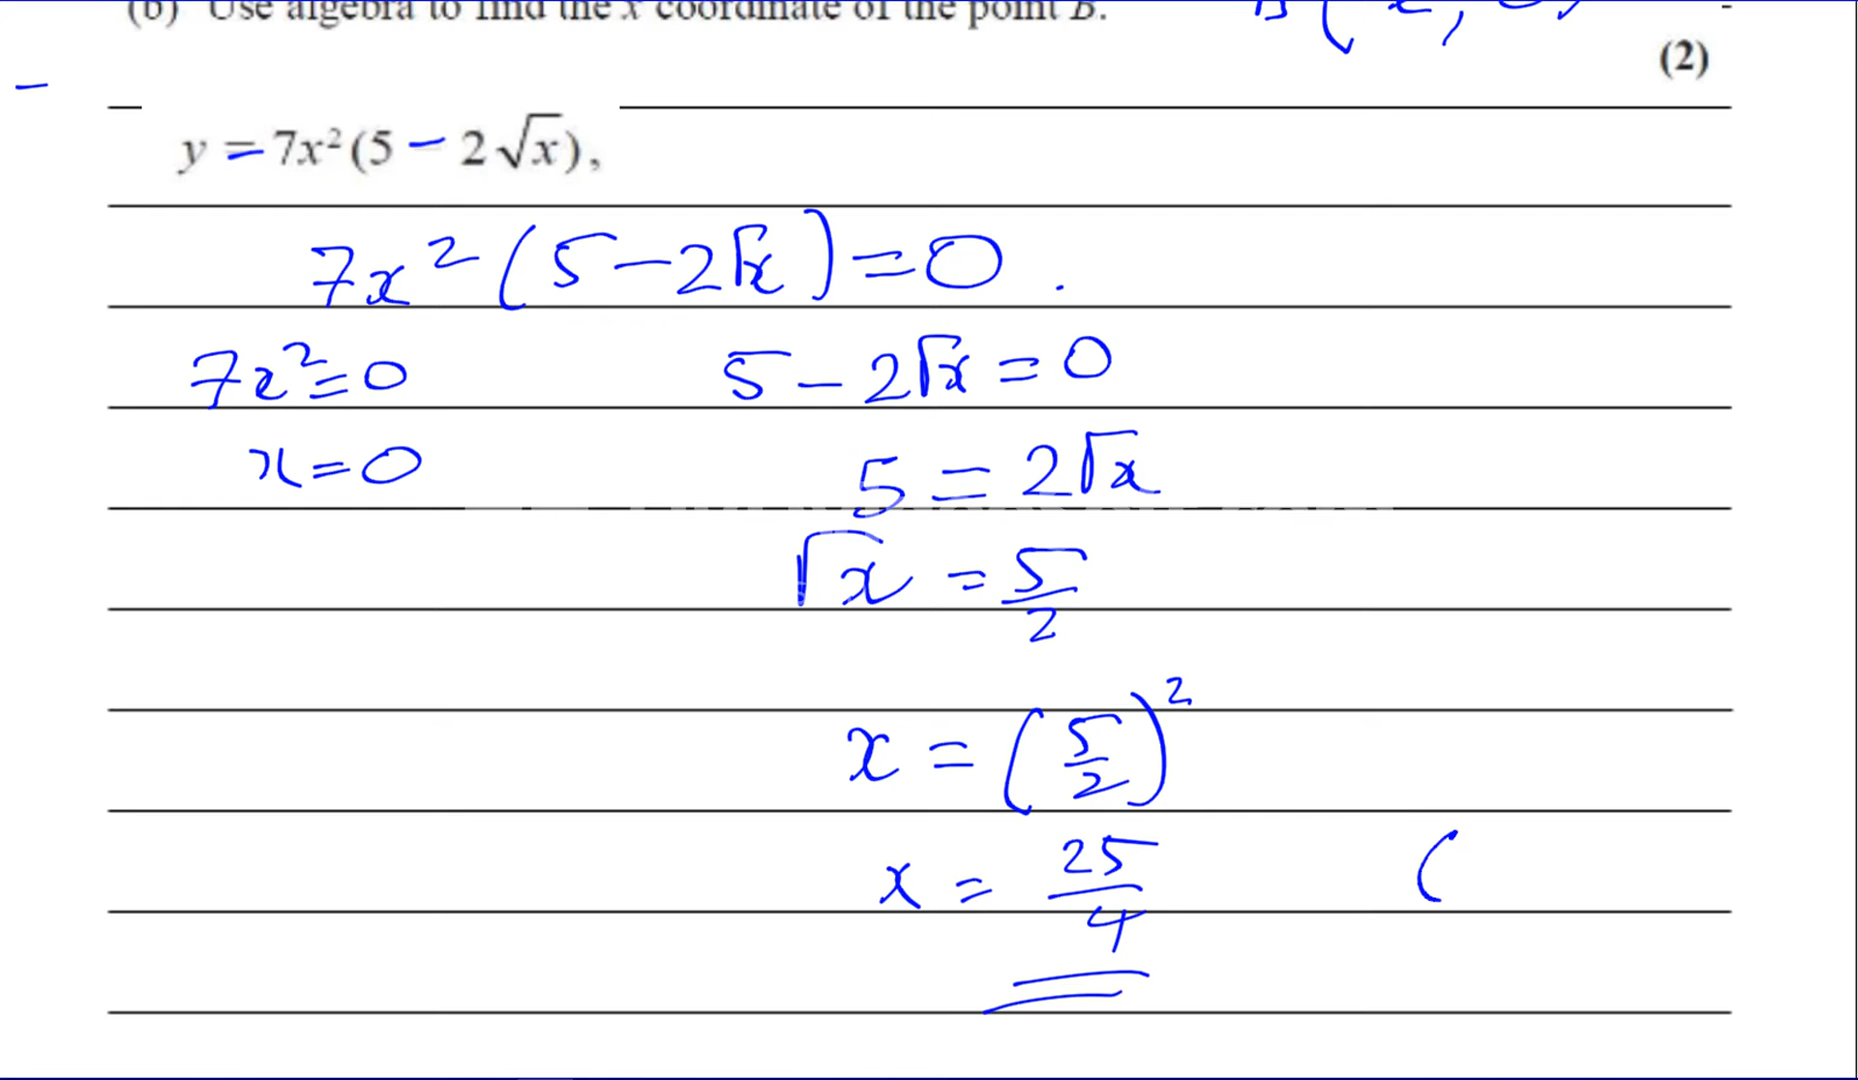 (b) Use algebra to find the x coordinate of the point B.
(2)
y = 7x²(5 − 2√x),
7x²(5−2√x)=0.
7x²=0 5−2√x=0
x=0 5=2√x
√x = 5/2
x = (5/2)²
x = 25/4 (